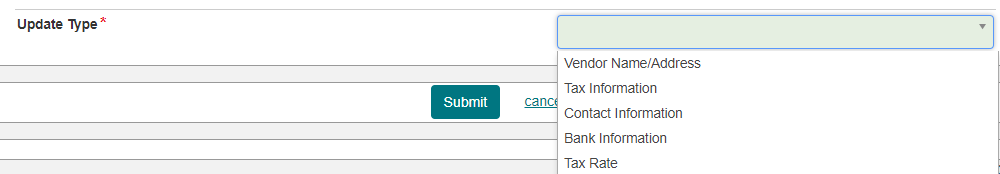 Update Type *
Vendor Name/Address
Tax Information
Submit
Contact Information
Bank Information
Tax Rate